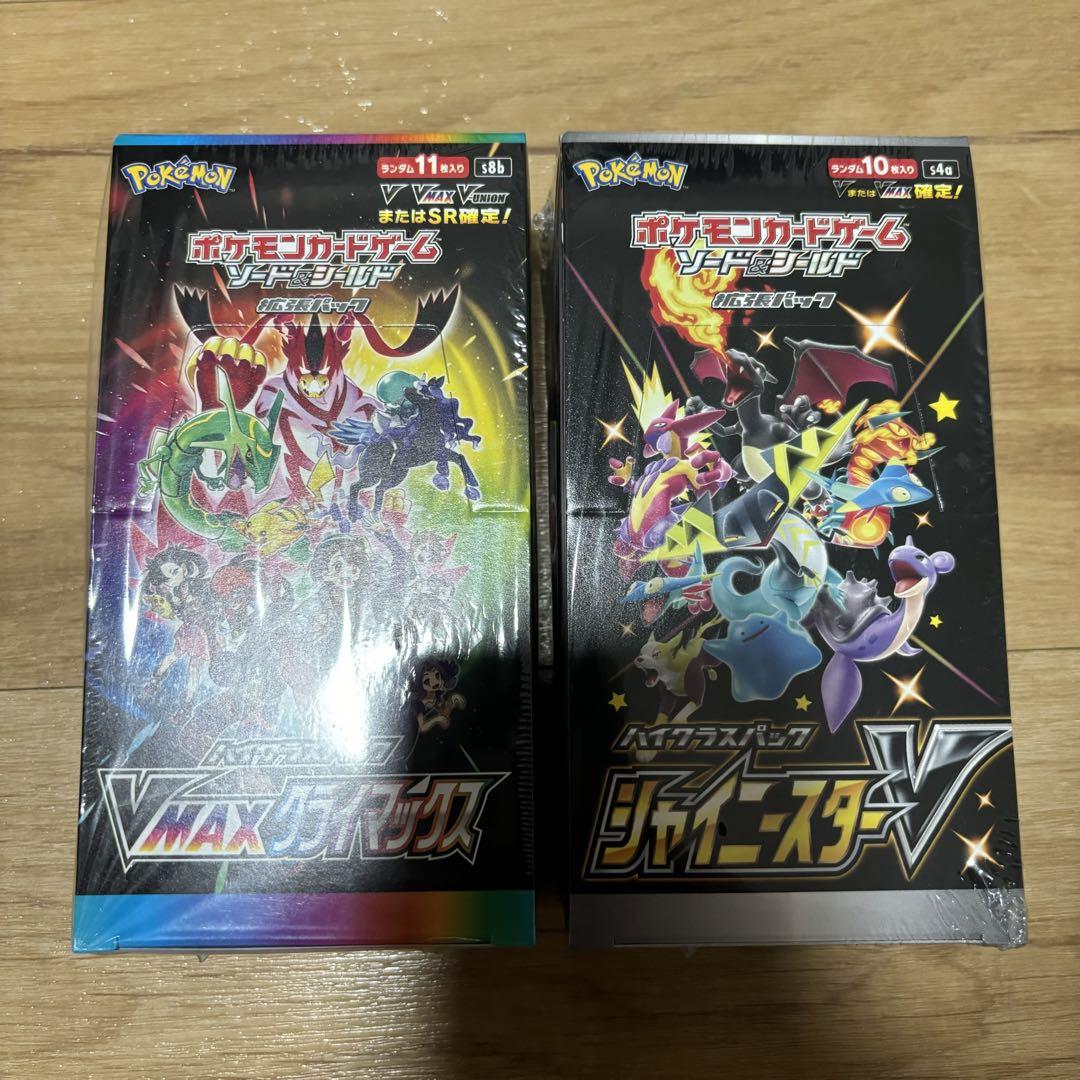 Pokémon
ランダム11枚入り s8b
V VMAX V-UNION
またはSR確定!
ポケモンカードゲーム
ソード&シールド
拡張パック
ハイクラスパック
VMAXクライマックス
Pokémon
ランダム10枚入り s4a
VまたはVMAX確定!
ポケモンカードゲーム
ソード&シールド
拡張パック
ハイクラスパック
シャイニースターV